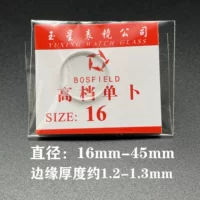 玉星表镜公司
YUXING WATCH GLASS
BOSFIELD
高档单卜
SIZE: 16
直径：16mm-45mm
边缘厚度约1.2-1.3mm